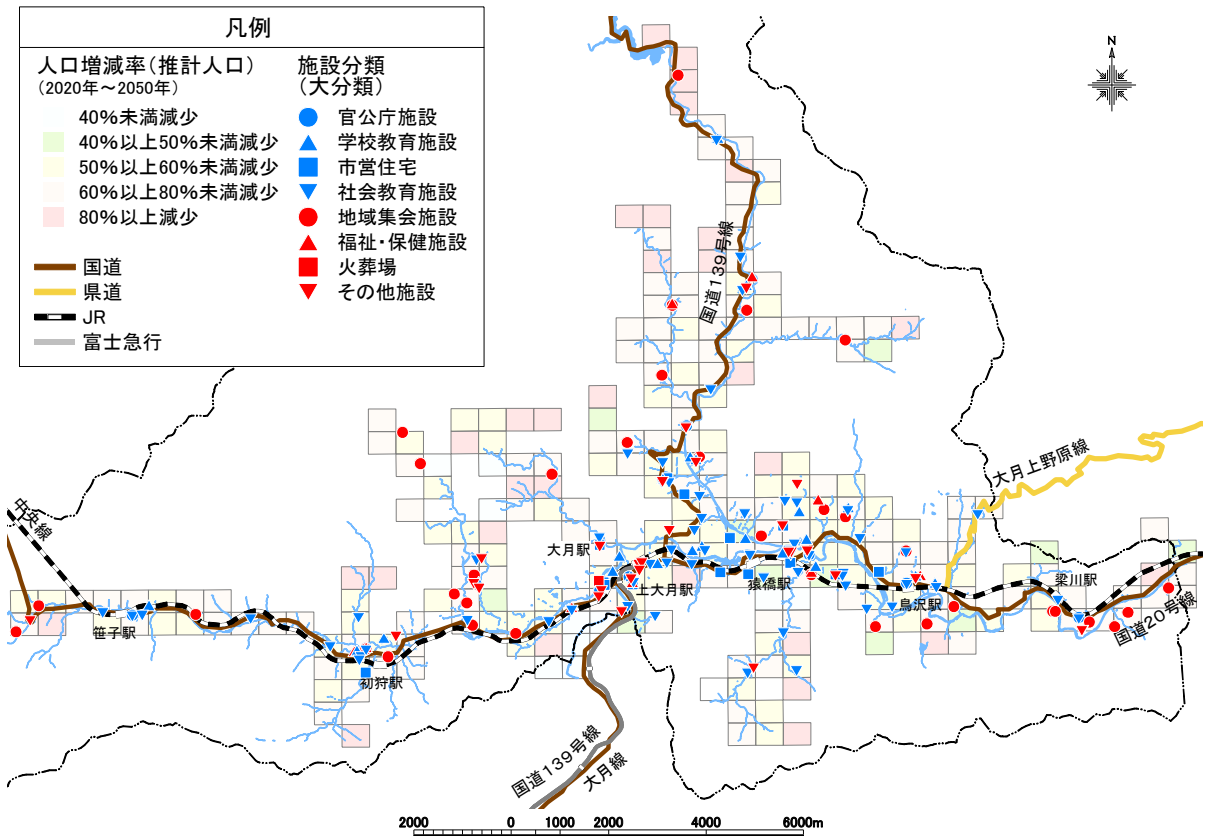 凡例
人口増減率(推計人口)
(2020年～2050年)
40%未満減少
40%以上50%未満減少
50%以上60%未満減少
60%以上80%未満減少
80%以上減少
施設分類
(大分類)
官公庁施設
学校教育施設
市営住宅
社会教育施設
地域集会施設
福祉・保健施設
火葬場
その他施設
国道
県道
JR
富士急行
N
国道139号線
大月上野原線
中央線
大月駅
上大月駅
猿橋駅
鳥沢駅
梁川駅
国道20号線
笹子駅
初狩駅
国道139号線
大月線
2000 0 1000 2000 4000 6000m